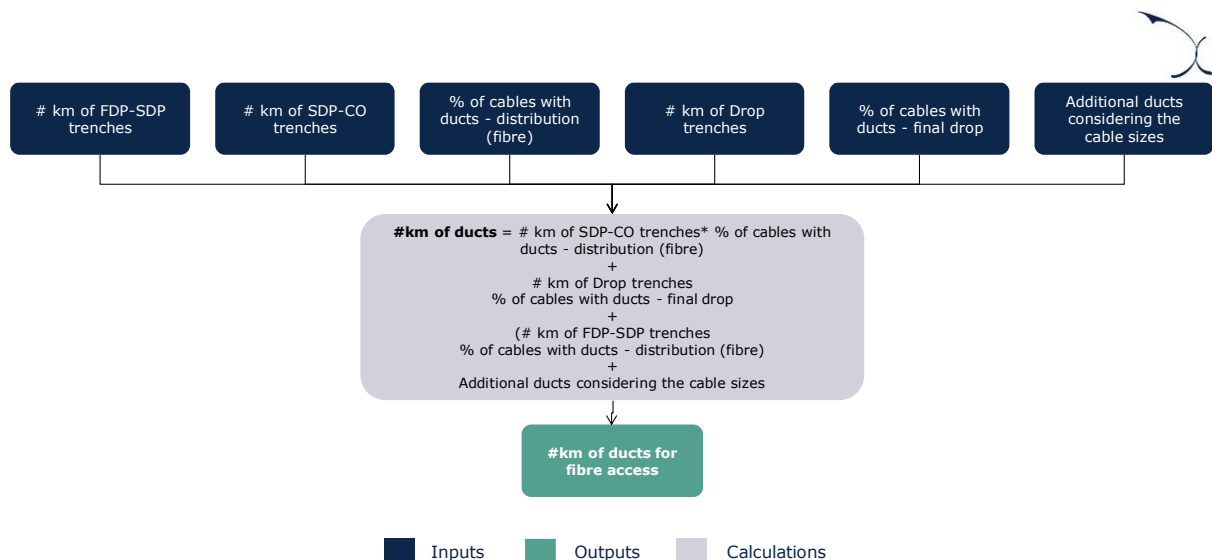 # km of FDP-SDP
trenches
# km of SDP-CO
trenches
% of cables with
ducts - distribution
(fibre)
# km of Drop
trenches
% of cables with
ducts - final drop
Additional ducts
considering the
cable sizes
#km of ducts = # km of SDP-CO trenches* % of cables with
ducts - distribution (fibre)
+
# km of Drop trenches
% of cables with ducts - final drop
+
(# km of FDP-SDP trenches
% of cables with ducts - distribution (fibre)
+
Additional ducts considering the cable sizes
#km of ducts for
fibre access
Inputs
Outputs
Calculations